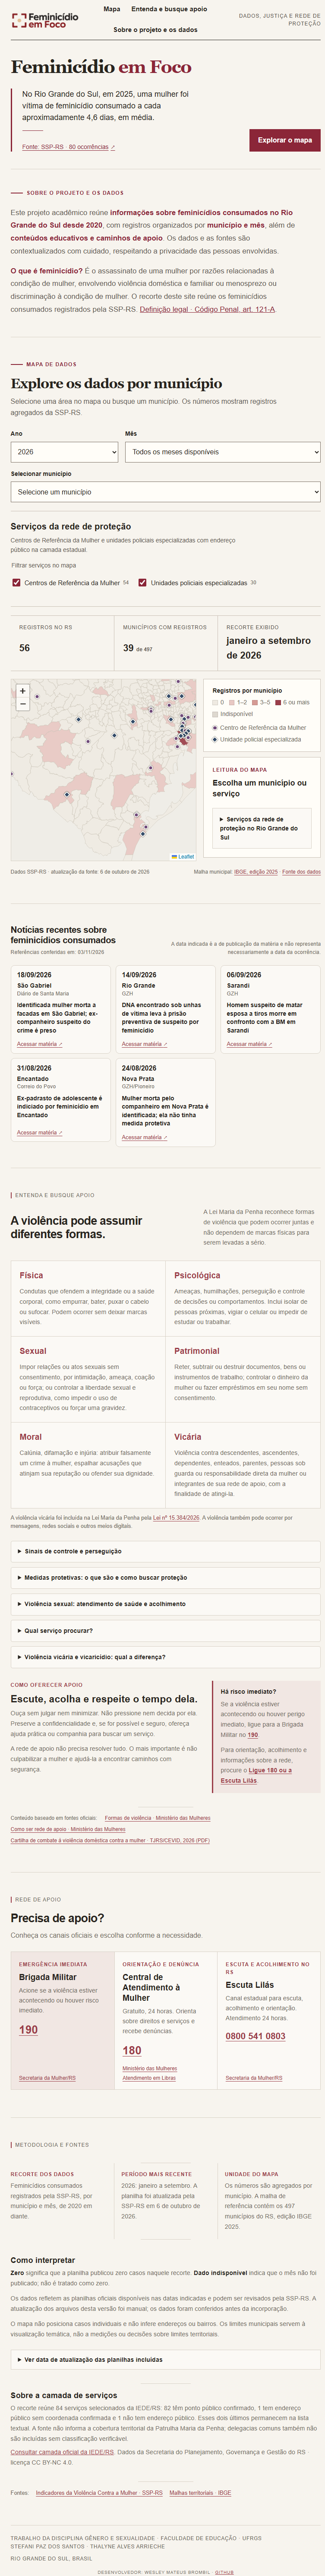 Feminicídio
em Foco
Mapa
Entenda e busque apoio
Sobre o projeto e os dados
DADOS, JUSTIÇA E REDE DE
PROTEÇÃO
Feminicídio em Foco
No Rio Grande do Sul, em 2025, uma mulher foi
vítima de feminicídio consumado a cada
aproximadamente 4,6 dias, em média.
Fonte: SSP-RS · 80 ocorrências ↗
Explorar o mapa
SOBRE O PROJETO E OS DADOS
Este projeto acadêmico reúne informações sobre feminicídios consumados no Rio
Grande do Sul desde 2020, com registros organizados por município e mês, além de
conteúdos educativos e caminhos de apoio. Os dados e as fontes são
contextualizados com cuidado, respeitando a privacidade das pessoas envolvidas.
O que é feminicídio? É o assassinato de uma mulher por razões relacionadas à
condição de mulher, envolvendo violência doméstica e familiar ou menosprezo ou
discriminação à condição de mulher. O recorte deste site reúne os feminicídios
consumados registrados pela SSP-RS. Definição legal · Código Penal, art. 121-A.
MAPA DE DADOS
Explore os dados por município
Selecione uma área no mapa ou busque um município. Os números mostram registros
agregados da SSP-RS.
Ano
Mês
2026
Todos os meses disponíveis
Selecionar município
Selecione um município
Serviços da rede de proteção
Centros de Referência da Mulher e unidades policiais especializadas com endereço
público na camada estadual.
Filtrar serviços no mapa
Centros de Referência da Mulher 54
Unidades policiais especializadas 30
REGISTROS NO RS
56
MUNICÍPIOS COM REGISTROS
39 de 497
RECORTE EXIBIDO
janeiro a setembro
de 2026
+
−
Leaflet
Registros por município
0 1–2 3–5 6 ou mais
Indisponível
Centro de Referência da Mulher
Unidade policial especializada
LEITURA DO MAPA
Escolha um município ou
serviço
▶ Serviços da rede de
proteção no Rio Grande do
Sul
Dados SSP-RS · atualização da fonte: 6 de outubro de 2026
Malha municipal: IBGE, edição 2025 · Fonte dos dados
Notícias recentes sobre
feminicídios consumados
Referências conferidas em: 03/11/2026
A data indicada é a de publicação da matéria e não representa
necessariamente a data da ocorrência.
18/09/2026
São Gabriel
Diário de Santa Maria
Identificada mulher morta a
facadas em São Gabriel; ex-
companheiro suspeito do
crime é preso
Acessar matéria ↗
14/09/2026
Rio Grande
GZH
DNA encontrado sob unhas
de vítima leva à prisão
preventiva de suspeito por
feminicídio
Acessar matéria ↗
06/09/2026
Sarandi
GZH
Homem suspeito de matar
esposa a tiros morre em
confronto com a BM em
Sarandi
Acessar matéria ↗
31/08/2026
Encantado
Correio do Povo
Ex-padrasto de adolescente é
indiciado por feminicídio em
Encantado
Acessar matéria ↗
24/08/2026
Nova Prata
GZH/Pioneiro
Mulher morta pelo
companheiro em Nova Prata é
identificada; ela não tinha
medida protetiva
Acessar matéria ↗
ENTENDA E BUSQUE APOIO
A violência pode assumir
diferentes formas.
A Lei Maria da Penha reconhece formas
de violência que podem ocorrer juntas e
não dependem de marcas físicas para
serem levadas a sério.
Física
Condutas que ofendem a integridade ou a saúde
corporal, como empurrar, bater, puxar o cabelo
ou sufocar. Podem ocorrer sem deixar marcas
visíveis.
Psicológica
Ameaças, humilhações, perseguição e controle
de decisões ou comportamentos. Inclui isolar de
pessoas próximas, vigiar o celular ou impedir de
estudar ou trabalhar.
Sexual
Impor relações ou atos sexuais sem
consentimento, por intimidação, ameaça, coação
ou força; ou controlar a liberdade sexual e
reprodutiva, como impedir o uso de
contraceptivos ou forçar uma gravidez.
Patrimonial
Reter, subtrair ou destruir documentos, bens ou
instrumentos de trabalho; controlar o dinheiro da
mulher ou fazer empréstimos em seu nome sem
consentimento.
Moral
Calúnia, difamação e injúria: atribuir falsamente
um crime à mulher, espalhar acusações que
atinjam sua reputação ou ofender sua dignidade.
Vicária
Violência contra descendentes, ascendentes,
dependentes, enteados, parentes, pessoas sob
guarda ou responsabilidade direta da mulher ou
integrantes de sua rede de apoio, com a
finalidade de atingi-la.
A violência vicária foi incluída na Lei Maria da Penha pela Lei nº 15.384/2026. A violência também pode ocorrer por
mensagens, redes sociais e outros meios digitais.
▶ Sinais de controle e perseguição
▶ Medidas protetivas: o que são e como buscar proteção
▶ Violência sexual: atendimento de saúde e acolhimento
▶ Qual serviço procurar?
▶ Violência vicária e vicaricídio: qual a diferença?
COMO OFERECER APOIO
Escute, acolha e respeite o tempo dela.
Ouça sem julgar nem minimizar. Não pressione nem decida por ela.
Preserve a confidencialidade e, se for possível e seguro, ofereça
ajuda prática ou companhia para buscar um serviço.
A rede de apoio não precisa resolver tudo. O mais importante é não
culpabilizar a mulher e ajudá-la a encontrar caminhos com
segurança.
Há risco imediato?
Se a violência estiver
acontecendo ou houver perigo
imediato, ligue para a Brigada
Militar no 190.
Para orientação, acolhimento e
informações sobre a rede,
procure o Ligue 180 ou a
Escuta Lilás.
Conteúdo baseado em fontes oficiais:
Formas de violência · Ministério das Mulheres
Como ser rede de apoio · Ministério das Mulheres
Cartilha de combate à violência doméstica contra a mulher · TJRS/CEVID, 2026 (PDF)
REDE DE APOIO
Precisa de apoio?
Conheça os canais oficiais e escolha conforme a necessidade.
EMERGÊNCIA IMEDIATA
Brigada Militar
Acione se a violência estiver
acontecendo ou houver risco
imediato.
190
Secretaria da Mulher/RS
ORIENTAÇÃO E DENÚNCIA
Central de
Atendimento à
Mulher
Gratuito, 24 horas. Orienta
sobre direitos e serviços e
recebe denúncias.
180
Ministério das Mulheres
Atendimento em Libras
ESCUTA E ACOLHIMENTO NO
RS
Escuta Lilás
Canal estadual para escuta,
acolhimento e orientação.
Atendimento 24 horas.
0800 541 0803
Secretaria da Mulher/RS
METODOLOGIA E FONTES
RECORTE DOS DADOS
Feminicídios consumados
registrados pela SSP-RS, por
município e mês, de 2020 em
diante.
PERÍODO MAIS RECENTE
2026: janeiro a setembro. A
planilha foi atualizada pela
SSP-RS em 6 de outubro de
2026.
UNIDADE DO MAPA
Os números são agregados por
município. A malha de
referência contém os 497
municípios do RS, edição IBGE
2025.
Como interpretar
Zero significa que a planilha publicou zero casos naquele recorte. Dado indisponível indica que o mês não foi
publicado; não é tratado como zero.
Os dados refletem as planilhas oficiais disponíveis nas datas indicadas e podem ser revisados pela SSP-RS. A
atualização dos arquivos desta versão foi manual; os dados foram conferidos antes da incorporação.
O mapa não posiciona casos individuais e não infere endereços ou bairros. Os limites municipais servem à
visualização temática, não a medições ou decisões sobre limites territoriais.
▶ Ver data de atualização das planilhas incluídas
Sobre a camada de serviços
O recorte reúne 84 serviços selecionados da IEDE/RS: 82 têm ponto público confirmado, 1 tem endereço
público sem coordenada confirmada e 1 não tem endereço público. Esses dois últimos permanecem na lista
textual. A fonte não informa a cobertura territorial da Patrulha Maria da Penha; delegacias comuns também não
são incluídas sem classificação verificável.
Consultar camada oficial da IEDE/RS. Dados da Secretaria do Planejamento, Governança e Gestão do RS
licença CC BY-NC 4.0.
Fontes:
Indicadores da Violência Contra a Mulher · SSP-RS
Malhas territoriais · IBGE
TRABALHO DA DISCIPLINA GÊNERO E SEXUALIDADE · FACULDADE DE EDUCAÇÃO · UFRGS
STEFANI PAZ DOS SANTOS · THALYNE ALVES ARRIECHE
RIO GRANDE DO SUL, BRASIL
DESENVOLVEDOR: WESLEY MATEUS BROMBIL · GITHUB